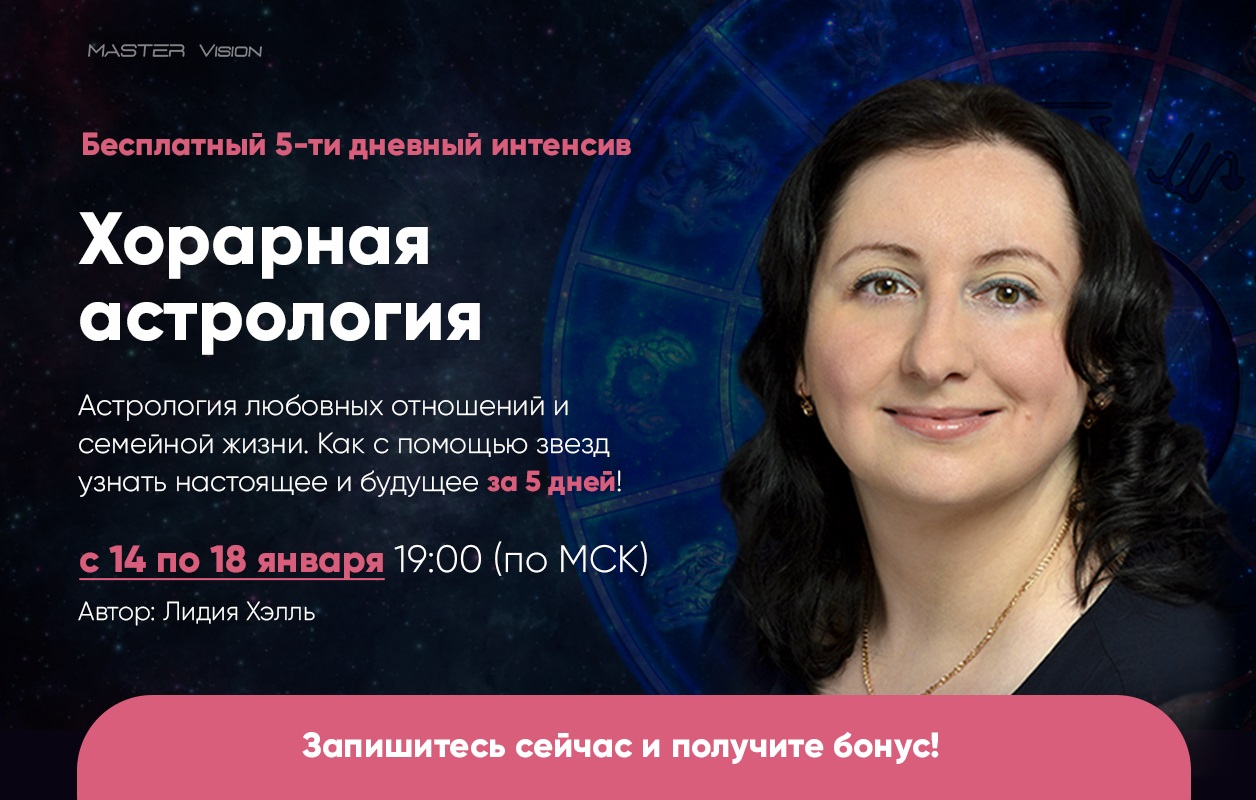 MASTER VISION
Бесплатный 5-ти дневный интенсив
Хорарная
астрология
Астрология любовных отношений и
семейной жизни. Как с помощью звезд
узнать настоящее и будущее за 5 дней!
с 14 по 18 января 19:00 (по МСК)
Автор: Лидия Хэлль
Запишитесь сейчас и получите бонус!